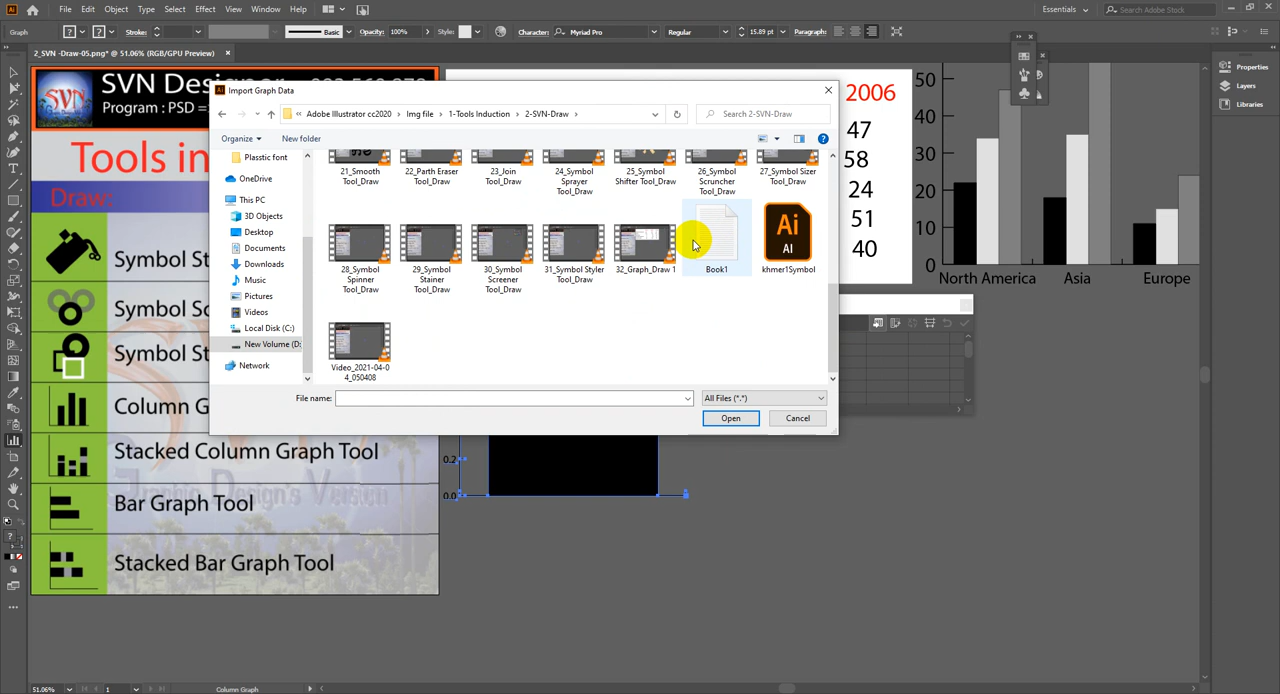 File Edit Object Type Select Effect View Window Help
Essentials
Search Adobe Stock
Graph
Stroke:
Basic
Opacity: 100%
Style:
Character: Myriad Pro
Regular
15.89 pt
Paragraph:
2_SVN -Draw-05.png* @ 51.06% (RGB/GPU Preview)
SVN
SVN Designer
Program : PSD
Tools in
Draw:
Symbol S
Symbol S
Symbol S
Column G
Stacked Column Graph Tool
Bar Graph Tool
Stacked Bar Graph Tool
Import Graph Data
Adobe Illustrator cc2020 > Img file > 1-Tools Induction > 2-SVN-Draw >
Search 2-SVN-Draw
Organize
New folder
Plasstic font
OneDrive
This PC
3D Objects
Desktop
Documents
Downloads
Music
Pictures
Videos
Local Disk (C:)
New Volume (D:
Network
21_Smooth Tool_Draw
22_Parth Eraser Tool_Draw
23_Join Tool_Draw
24_Symbol Sprayer Tool_Draw
25_Symbol Shifter Tool_Draw
26_Symbol Scruncher Tool_Draw
27_Symbol Sizer Tool_Draw
28_Symbol Spinner Tool_Draw
29_Symbol Stainer Tool_Draw
30_Symbol Screener Tool_Draw
31_Symbol Styler Tool_Draw
32_Graph_Draw 1
Book1
Ai
AI
khmer1Symbol
Video_2021-04-04_050408
File name:
All Files (*.*)
Open
Cancel
2006
47
58
24
51
40
50
40
30
20
10
0
North America
Asia
Europe
0.2
0.0
Properties
Layers
Libraries
51.06%
1
Column Graph